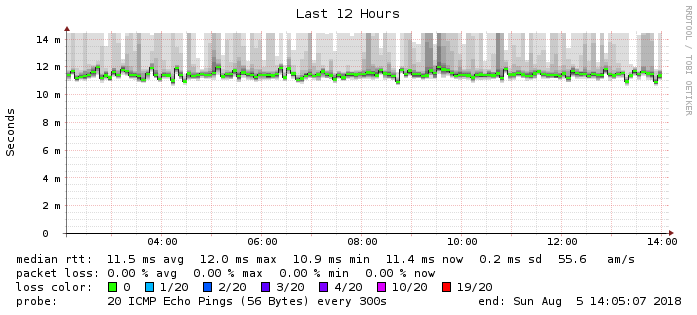 Last 12 Hours
RRDTOOL / TOBI OETIKER
Seconds
14 m
12 m
10 m
8 m
6 m
4 m
2 m
0
04:00 06:00 08:00 10:00 12:00 14:00
median rtt: 11.5 ms avg 12.0 ms max 10.9 ms min 11.4 ms now 0.2 ms sd 55.6 am/s
packet loss: 0.00 % avg 0.00 % max 0.00 % min 0.00 % now
loss color: 0 1/20 2/20 3/20 4/20 10/20 19/20
probe: 20 ICMP Echo Pings (56 Bytes) every 300s end: Sun Aug 5 14:05:07 2018